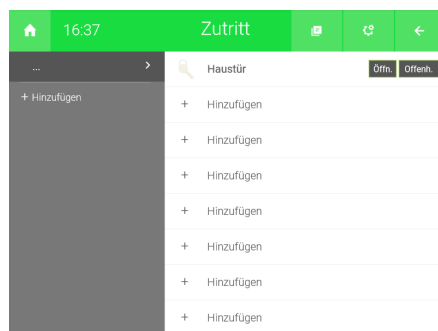 16:37
Zutritt
...
+ Hinzufügen
Haustür
Öffn.
Offenh.
+ Hinzufügen
+ Hinzufügen
+ Hinzufügen
+ Hinzufügen
+ Hinzufügen
+ Hinzufügen
+ Hinzufügen